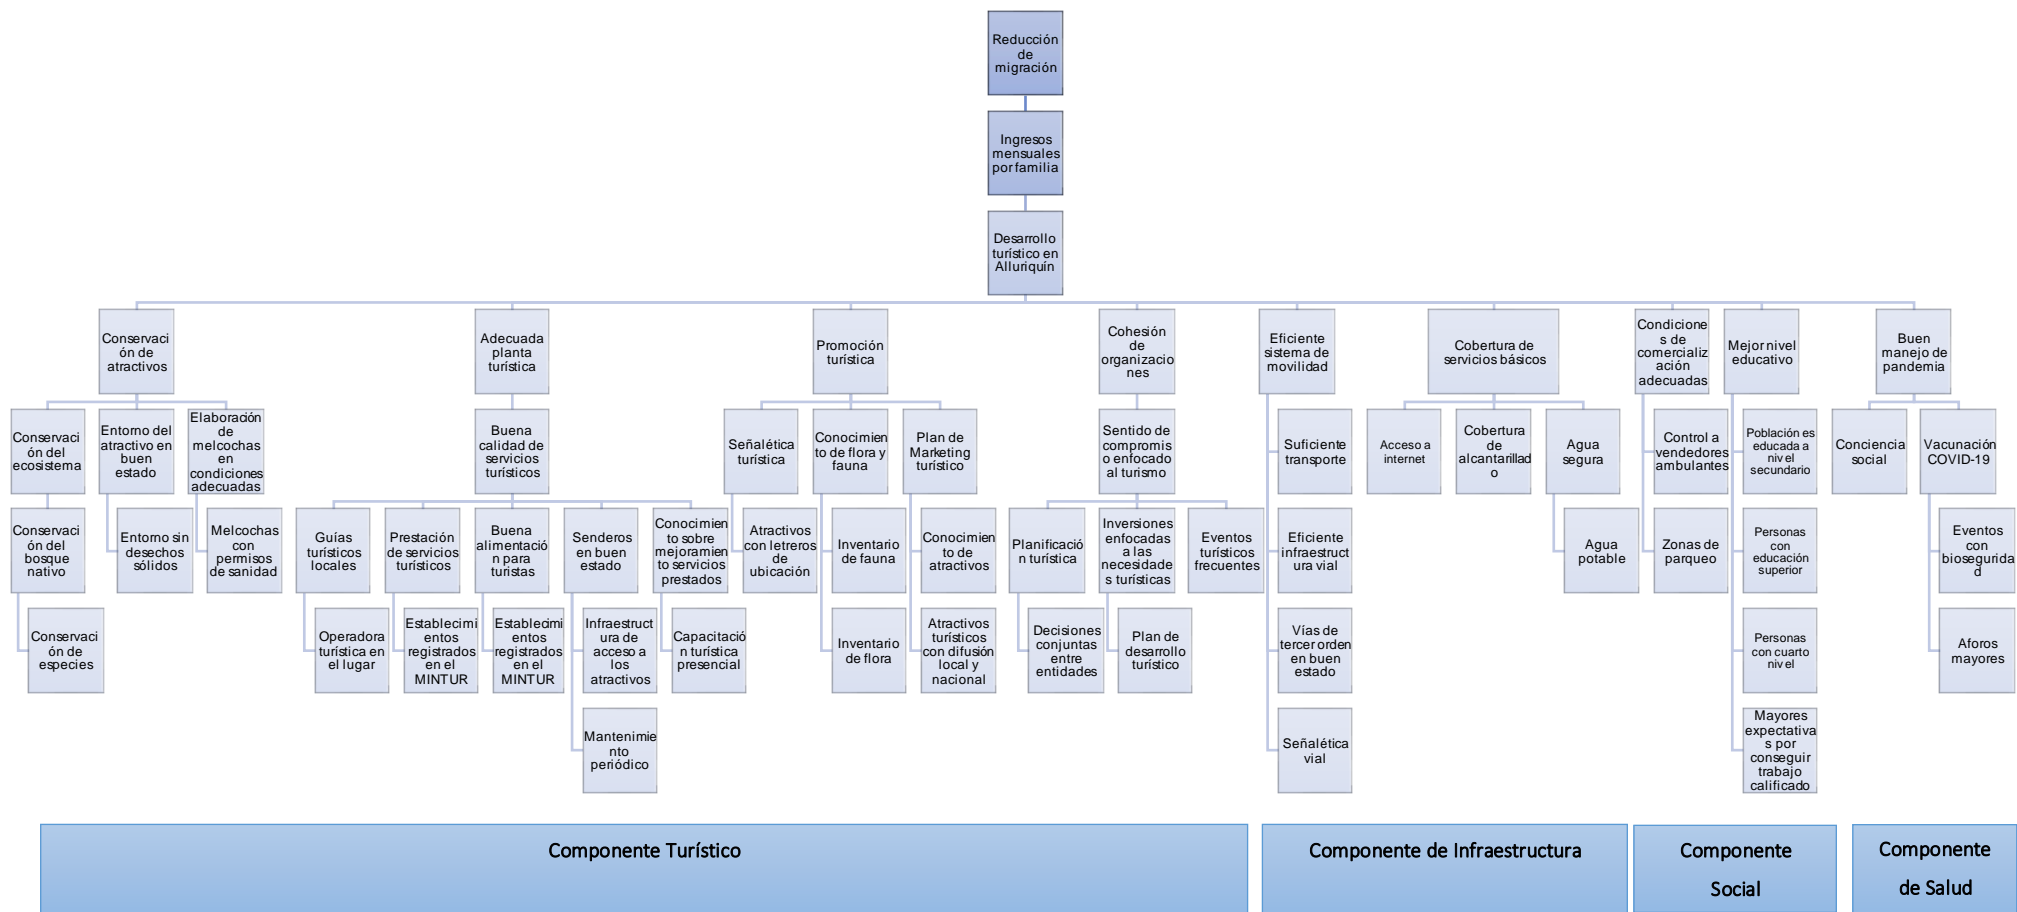 Reducción
de
migración
Ingresos
mensuales
por familia
Desarrollo
turístico en
Alluriquín
Conservaci
ón de
atractivos
Adecuada
planta
turística
Promoción
turística
Cohesión
de
organizacio
nes
Eficiente
sistema de
movilidad
Cobertura de
servicios básicos
Condicione
s de
comercializ
ación
adecuadas
Mejor nivel
educativo
Buen
manejo de
pandemia
Conservaci
ón del
ecosistema
Entorno del
atractivo en
buen
estado
Elaboración
de
melcochas
en
condiciones
adecuadas
Buena
calidad de
servicios
turísticos
Señalética
turística
Conocimien
to de flora y
fauna
Plan de
Marketing
turístico
Sentido de
compromis
o enfocado
al turismo
Suficiente
transporte
Acceso a
internet
Cobertura
de
alcantarillad
o
Agua
segura
Control a
vendedores
ambulantes
Población es
educada a
nivel
secundario
Conciencia
social
Vacunación
COVID-19
Conservaci
ón del
bosque
nativo
Entorno sin
desechos
sólidos
Melcochas
con
permisos
de sanidad
Guías
turísticos
locales
Prestación
de servicios
turísticos
Buena
alimentació
n para
turistas
Senderos
en buen
estado
Conocimien
to sobre
mejoramien
to servicios
prestados
Atractivos
con letreros
de
ubicación
Inventario
de fauna
Conocimien
to de
atractivos
Planificació
n turística
Inversiones
enfocadas
a las
necesidade
s turísticas
Eventos
turísticos
frecuentes
Eficiente
infraestruct
ura vial
Agua
potable
Zonas de
parqueo
Personas
con
educación
superior
Eventos
con
biosegurida
d
Conservaci
ón de
especies
Operadora
turística en
el lugar
Establecimi
entos
registrados
en el
MINTUR
Establecimi
entos
registrados
en el
MINTUR
Infraestruct
ura de
acceso a
los
atractivos
Capacitació
n turística
presencial
Inventario
de flora
Atractivos
turísticos
con difusión
local y
nacional
Decisiones
conjuntas
entre
entidades
Plan de
desarrollo
turístico
Vías de
tercer orden
en buen
estado
Personas
con cuarto
nivel
Aforos
mayores
Mantenimie
nto
periódico
Señalética
vial
Mayores
expectativa
s por
conseguir
trabajo
calificado
Componente Turístico
Componente de Infraestructura
Componente
Social
Componente
de Salud